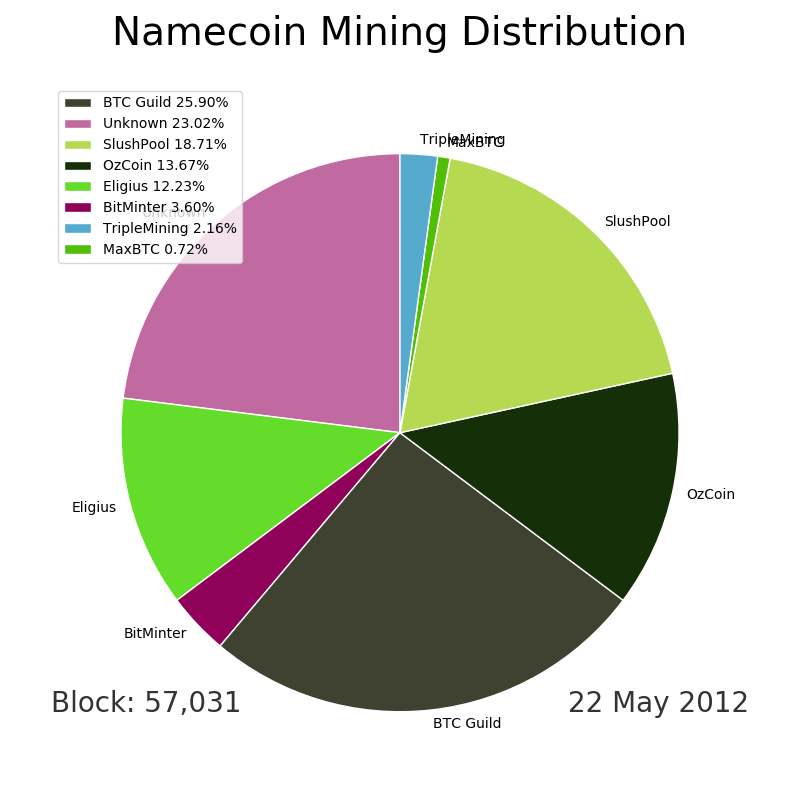 Namecoin Mining Distribution
BTC Guild 25.90%
Unknown 23.02%
SlushPool 18.71%
OzCoin 13.67%
Eligius 12.23%
BitMinter 3.60%
TripleMining 2.16%
MaxBTC 0.72%
TripleMining
MaxBTC
Unknown
SlushPool
OzCoin
Eligius
BitMinter
BTC Guild
Block: 57,031
22 May 2012